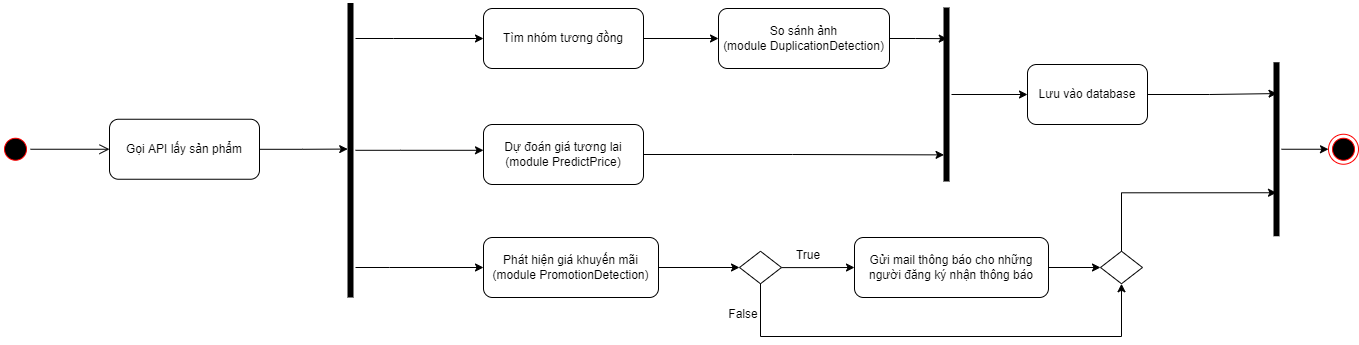 Gọi API lấy sản phẩm
Tìm nhóm tương đồng
So sánh ảnh
(module DuplicationDetection)
Dự đoán giá tương lai
(module PredictPrice)
Lưu vào database
Phát hiện giá khuyến mãi
(module PromotionDetection)
True
False
Gửi mail thông báo cho những
người đăng ký nhận thông báo